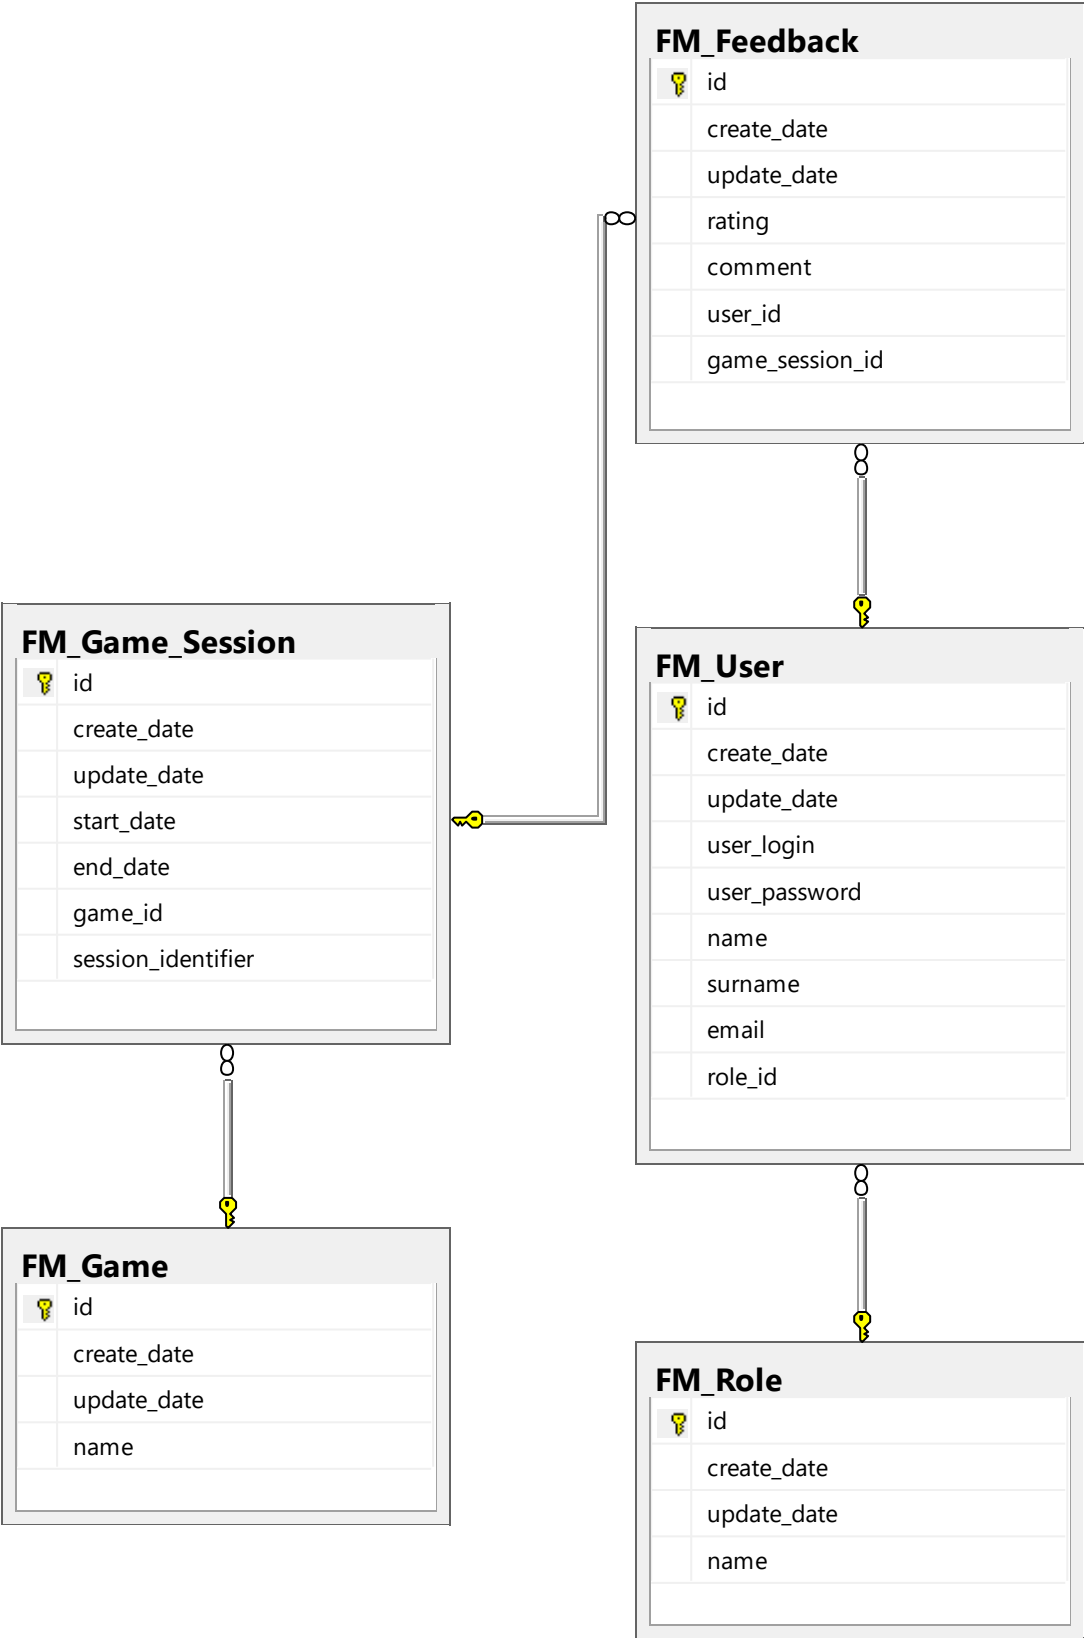 FM_Feedback
id
create_date
update_date
rating
comment
user_id
game_session_id
FM_Game_Session
id
create_date
update_date
start_date
end_date
game_id
session_identifier
FM_User
id
create_date
update_date
user_login
user_password
name
surname
email
role_id
FM_Game
id
create_date
update_date
name
FM_Role
id
create_date
update_date
name